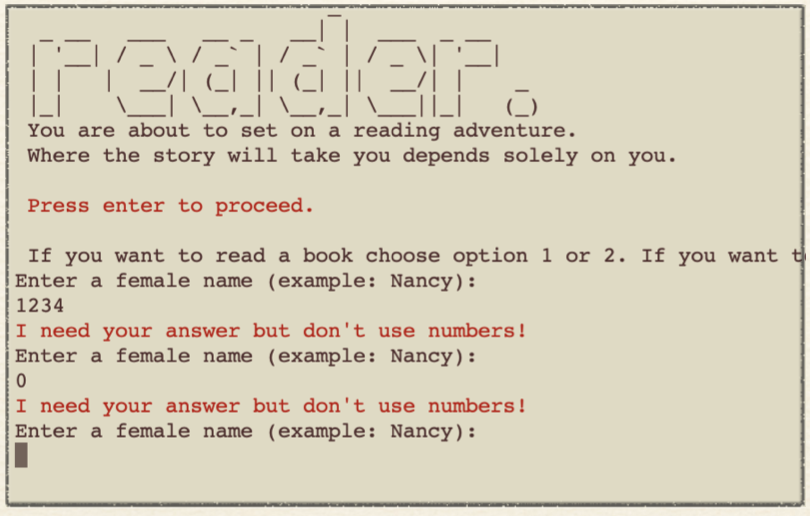 reader.
You are about to set on a reading adventure.
Where the story will take you depends solely on you.
Press enter to proceed.
If you want to read a book choose option 1 or 2. If you want
Enter a female name (example: Nancy):
1234
I need your answer but don't use numbers!
Enter a female name (example: Nancy):
0
I need your answer but don't use numbers!
Enter a female name (example: Nancy):